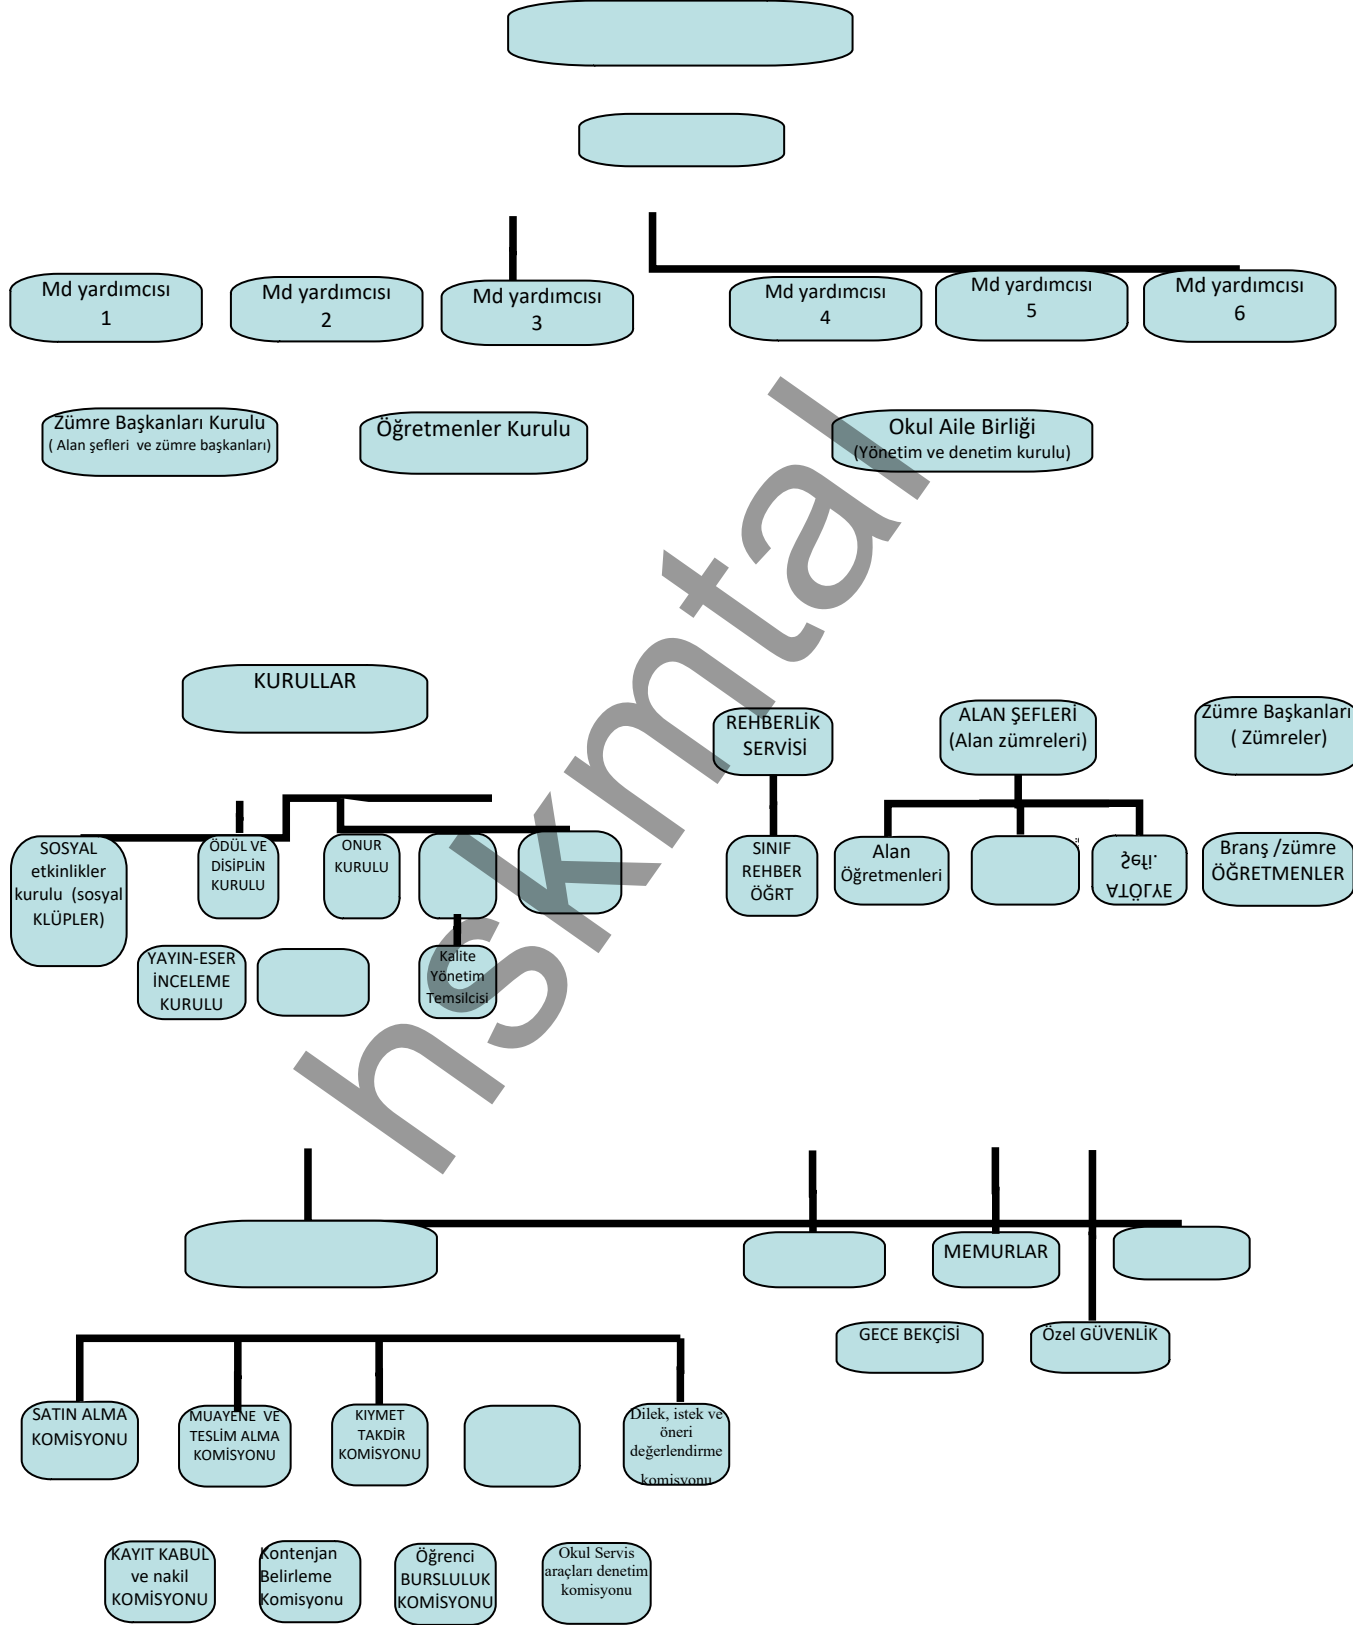 Md yardımcısı
1
Md yardımcısı
2
Md yardımcısı
3
Md yardımcısı
4
Md yardımcısı
5
Md yardımcısı
6
Zümre Başkanları Kurulu
( Alan şefleri ve zümre başkanları)
Öğretmenler Kurulu
Okul Aile Birliği
(Yönetim ve denetim kurulu)
hskmtal
KURULLAR
REHBERLİK
SERVİSİ
ALAN ŞEFLERİ
(Alan zümreleri)
Zümre Başkanları
( Zümreler)
SOSYAL
etkinlikler
kurulu (sosyal
KLÜPLER)
ÖDÜL VE
DİSİPLİN
KURULU
ONUR
KURULU
SINIF
REHBER
ÖĞRT
Alan
Öğretmenleri
ATÖLYE
Şefi.
Branş /zümre
ÖĞRETMENLER
YAYIN-ESER
İNCELEME
KURULU
Kalite
Yönetim
Temsilcisi
MEMURLAR
GECE BEKÇİSİ
Özel GÜVENLİK
SATIN ALMA
KOMİSYONU
MUAYENE VE
TESLİM ALMA
KOMİSYONU
KIYMET
TAKDİR
KOMİSYONU
Dilek, istek ve
öneri
değerlendirme
komisyonu
KAYIT KABUL
ve nakil
KOMİSYONU
Kontenjan
Belirleme
Komisyonu
Öğrenci
BURSLULUK
KOMİSYONU
Okul Servis
araçları denetim
komisyonu